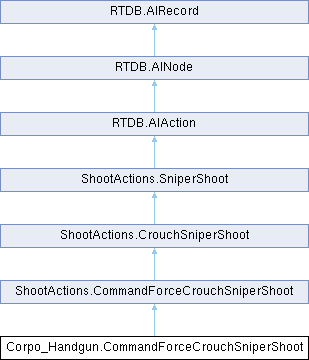 RTDB.AIRecord
RTDB.AINode
RTDB.AIAction
ShootActions.SniperShoot
ShootActions.CrouchSniperShoot
ShootActions.CommandForceCrouchSniperShoot
Corpo_Handgun.CommandForceCrouchSniperShoot